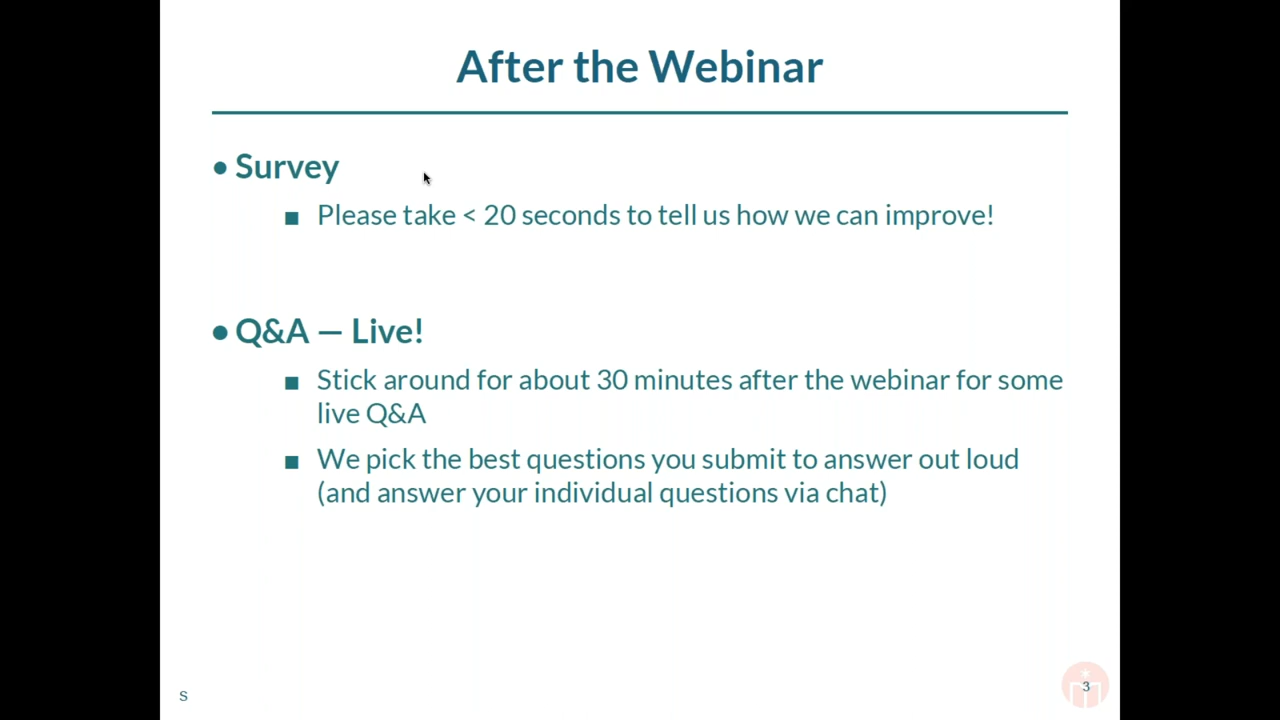 After the Webinar
• Survey
■ Please take < 20 seconds to tell us how we can improve!
• Q&A — Live!
■ Stick around for about 30 minutes after the webinar for some
live Q&A
■ We pick the best questions you submit to answer out loud
(and answer your individual questions via chat)
S
3